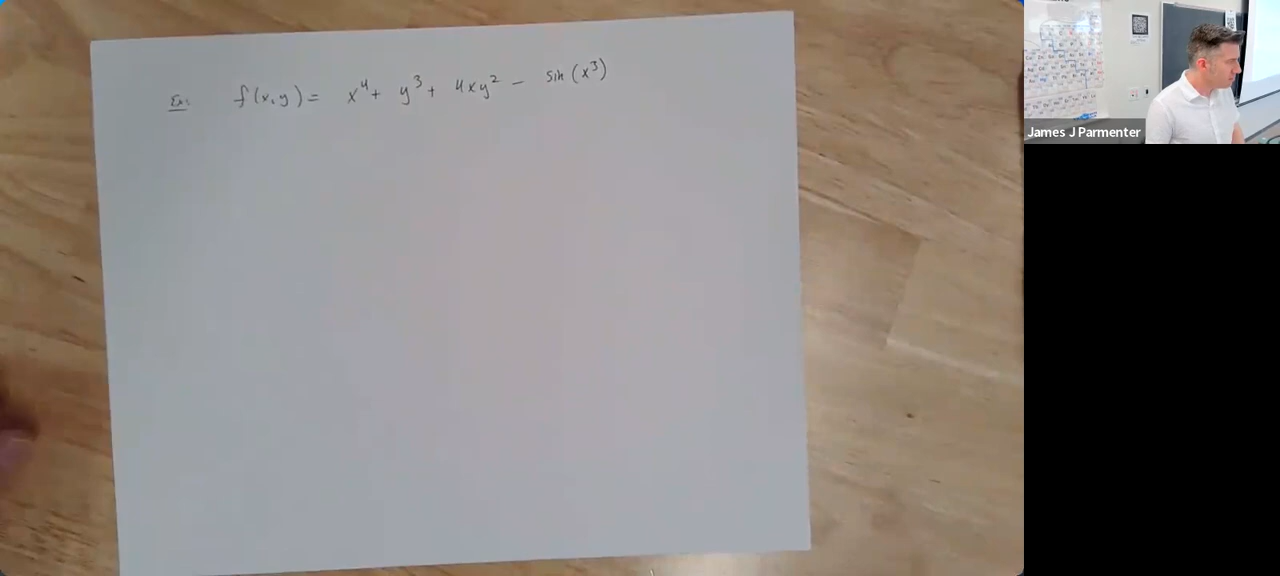 Ex: f(x,y) = x⁴ + y³ + 4xy² - sin(x³)
James J Parmenter